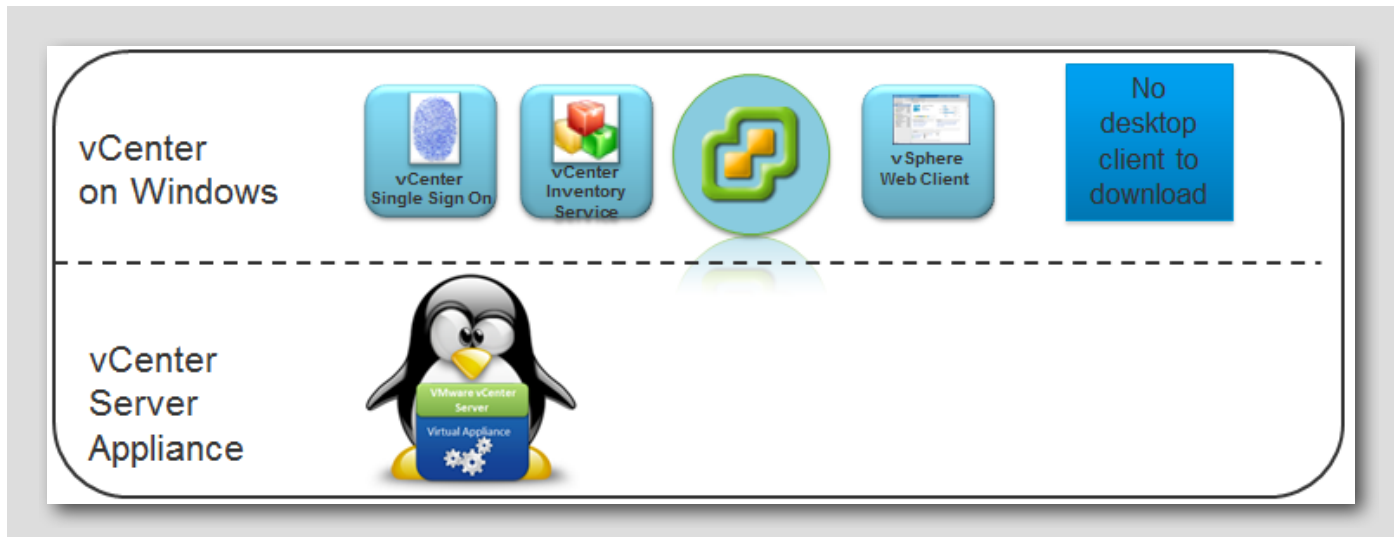 vCenter
on Windows
vCenter
Single Sign On
vCenter
Inventory
Service
vSphere
Web Client
No
desktop
client to
download
vCenter
Server
Appliance
VMware vCenter
Server
Virtual Appliance